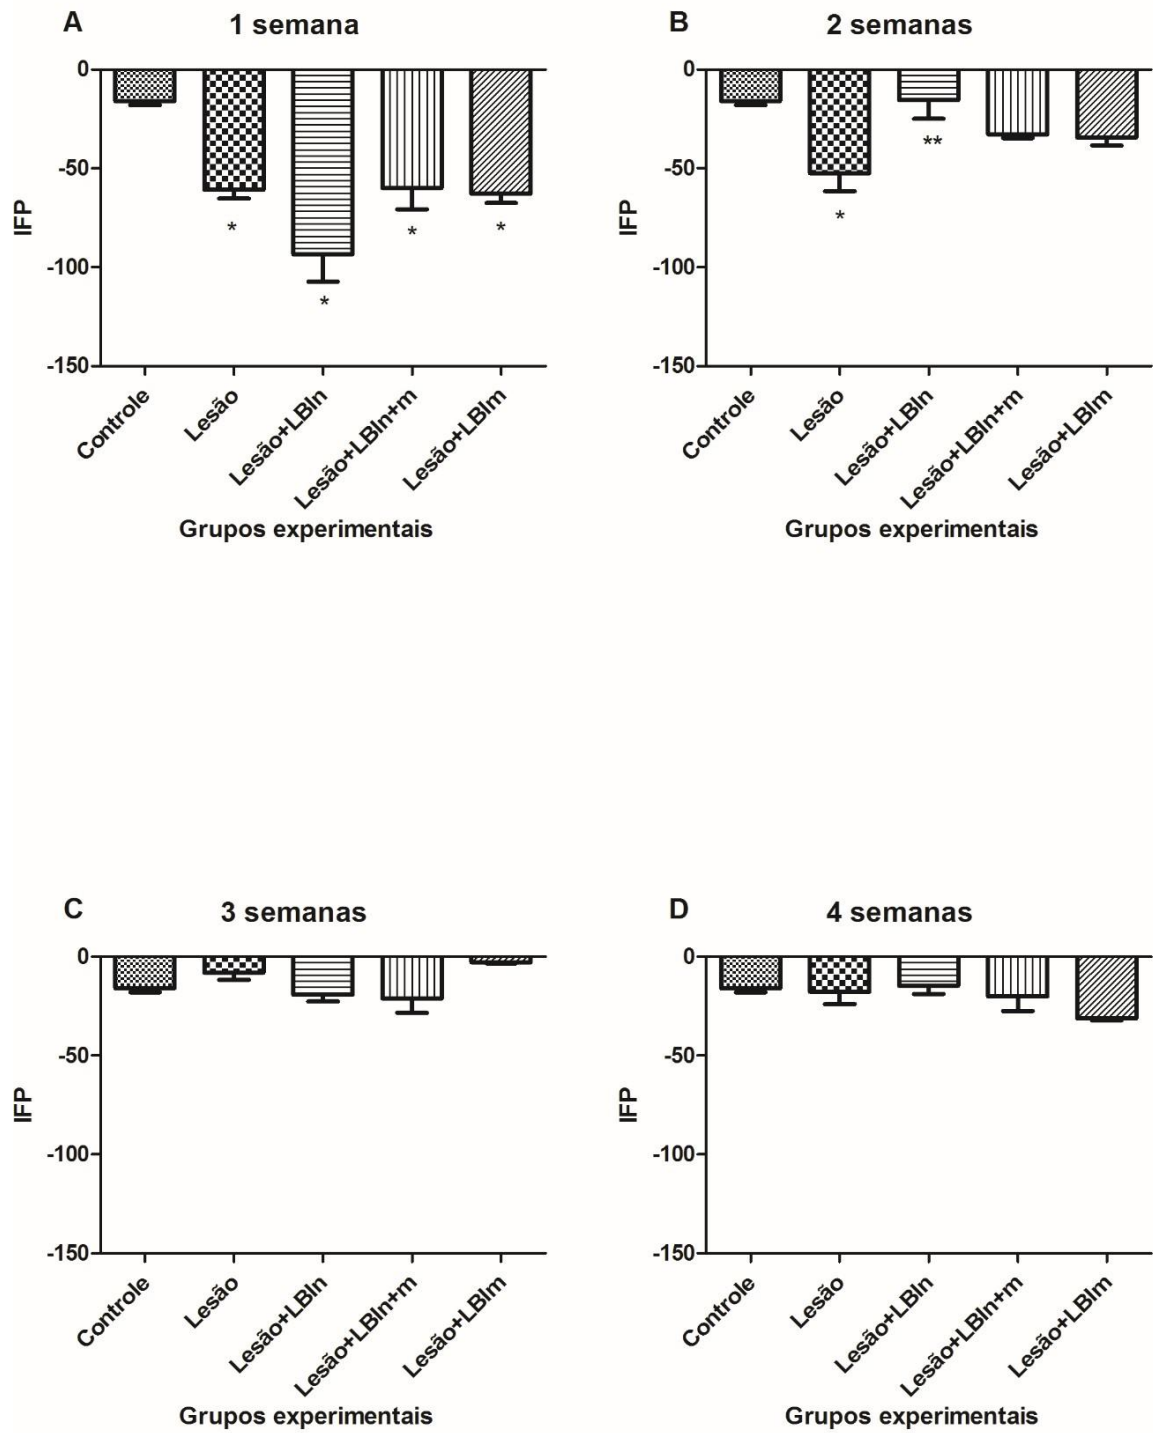 A 1 semana
0
-50
-100
-150
IFP
*
*
*
*
Controle
Lesão
Lesão+LBIn
Lesão+LBIn+m
Lesão+LBIm
Grupos experimentais
B 2 semanas
0
-50
-100
-150
IFP
*
**
Controle
Lesão
Lesão+LBIn
Lesão+LBIn+m
Lesão+LBIm
Grupos experimentais
C 3 semanas
0
-50
-100
-150
IFP
Controle
Lesão
Lesão+LBIn
Lesão+LBIn+m
Lesão+LBIm
Grupos experimentais
D 4 semanas
0
-50
-100
-150
IFP
Controle
Lesão
Lesão+LBIn
Lesão+LBIn+m
Lesão+LBIm
Grupos experimentais